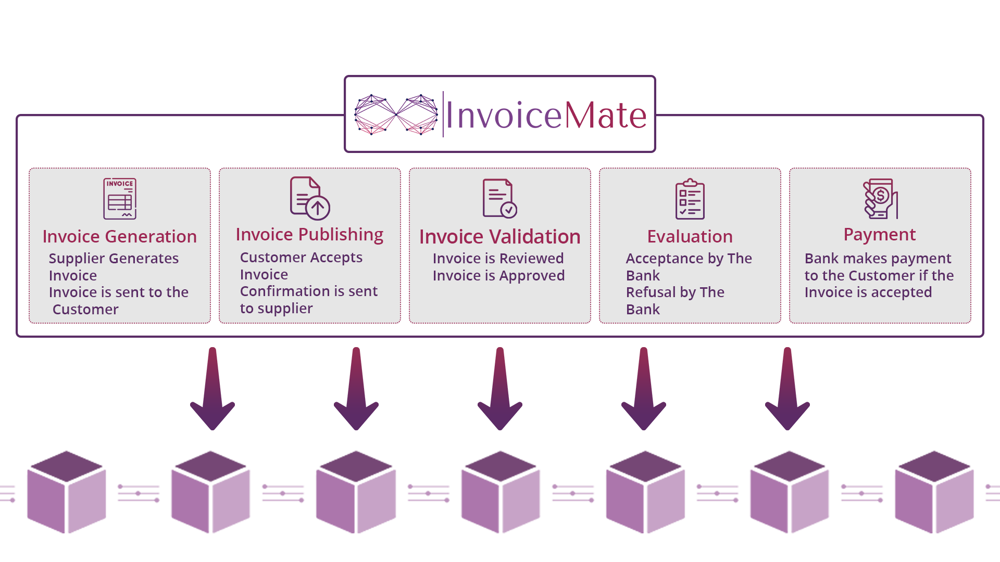 InvoiceMate
INVOICE
Invoice Generation
Supplier Generates
Invoice
Invoice is sent to the
Customer
Invoice Publishing
Customer Accepts
Invoice
Confirmation is sent
to supplier
Invoice Validation
Invoice is Reviewed
Invoice is Approved
Evaluation
Acceptance by The
Bank
Refusal by The
Bank
$
Payment
Bank makes payment
to the Customer if the
Invoice is accepted